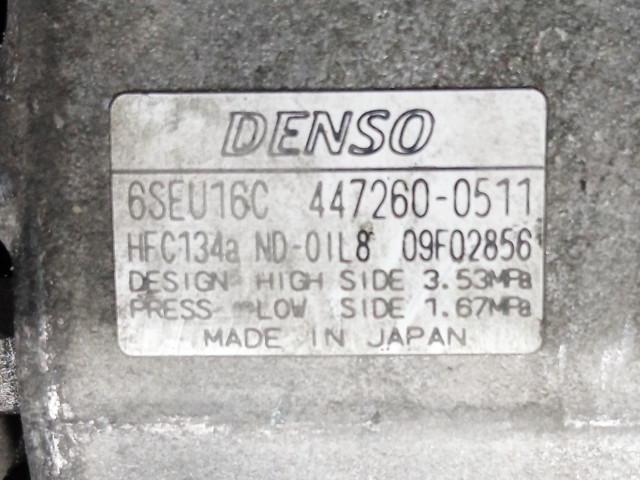 DENSO
6SEU16C 447260-0511
HFC134a ND-OIL8 09F02856
DESIGN HIGH SIDE 3.53MPa
PRESS LOW SIDE 1.67MPa
MADE IN JAPAN